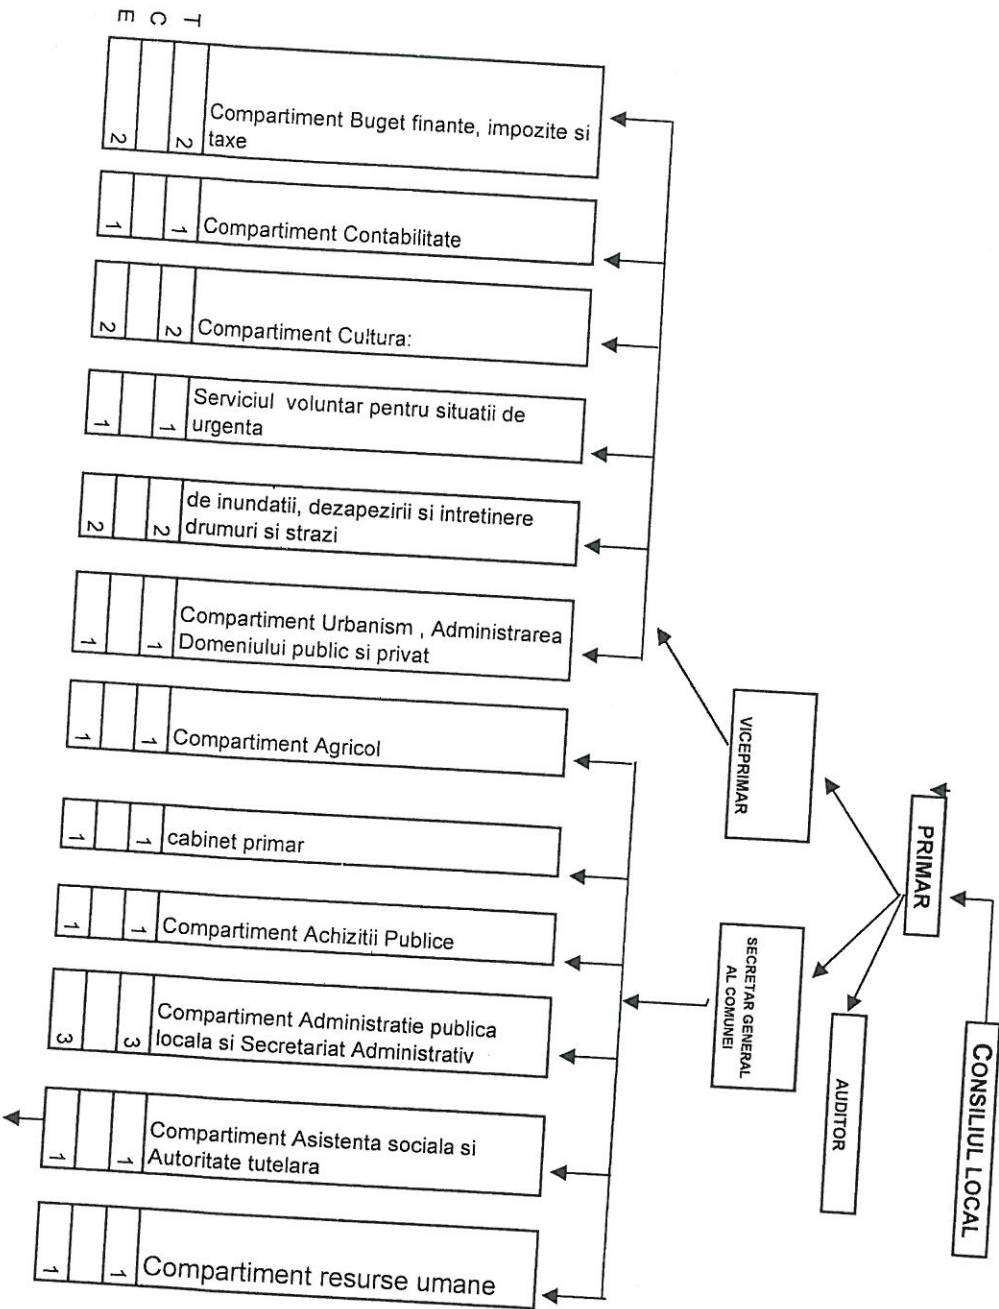 CONSILIUL LOCAL
PRIMAR
VICEPRIMAR
SECRETAR GENERAL
AL COMUNEI
AUDITOR
T
C
E
Compartiment Buget finante, impozite si
taxe
2
2
Compartiment Contabilitate
1
1
Compartiment Cultura:
2
2
Serviciul voluntar pentru situatii de
urgenta
1
1
de inundatii, dezapezirii si intretinere
drumuri si strazi
2
2
Compartiment Urbanism , Administrarea
Domeniului public si privat
1
1
Compartiment Agricol
1
1
cabinet primar
1
1
Compartiment Achizitii Publice
1
1
Compartiment Administratie publica
locala si Secretariat Administrativ
3
3
Compartiment Asistenta sociala si
Autoritate tutelara
1
1
Compartiment resurse umane
1
1